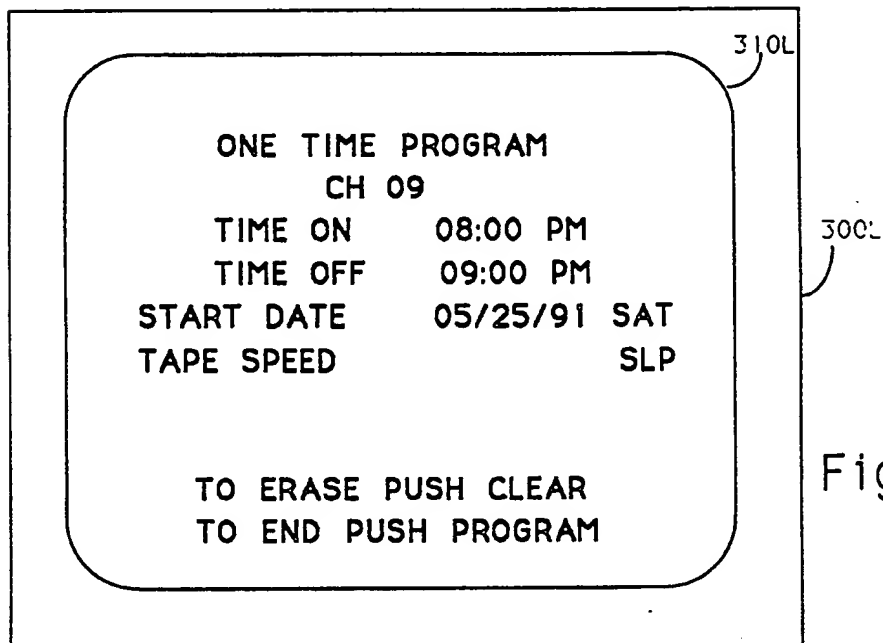 310L
ONE TIME PROGRAM
CH 09
TIME ON 08:00 PM
TIME OFF 09:00 PM
START DATE 05/25/91 SAT
TAPE SPEED SLP
300L
TO ERASE PUSH CLEAR
TO END PUSH PROGRAM